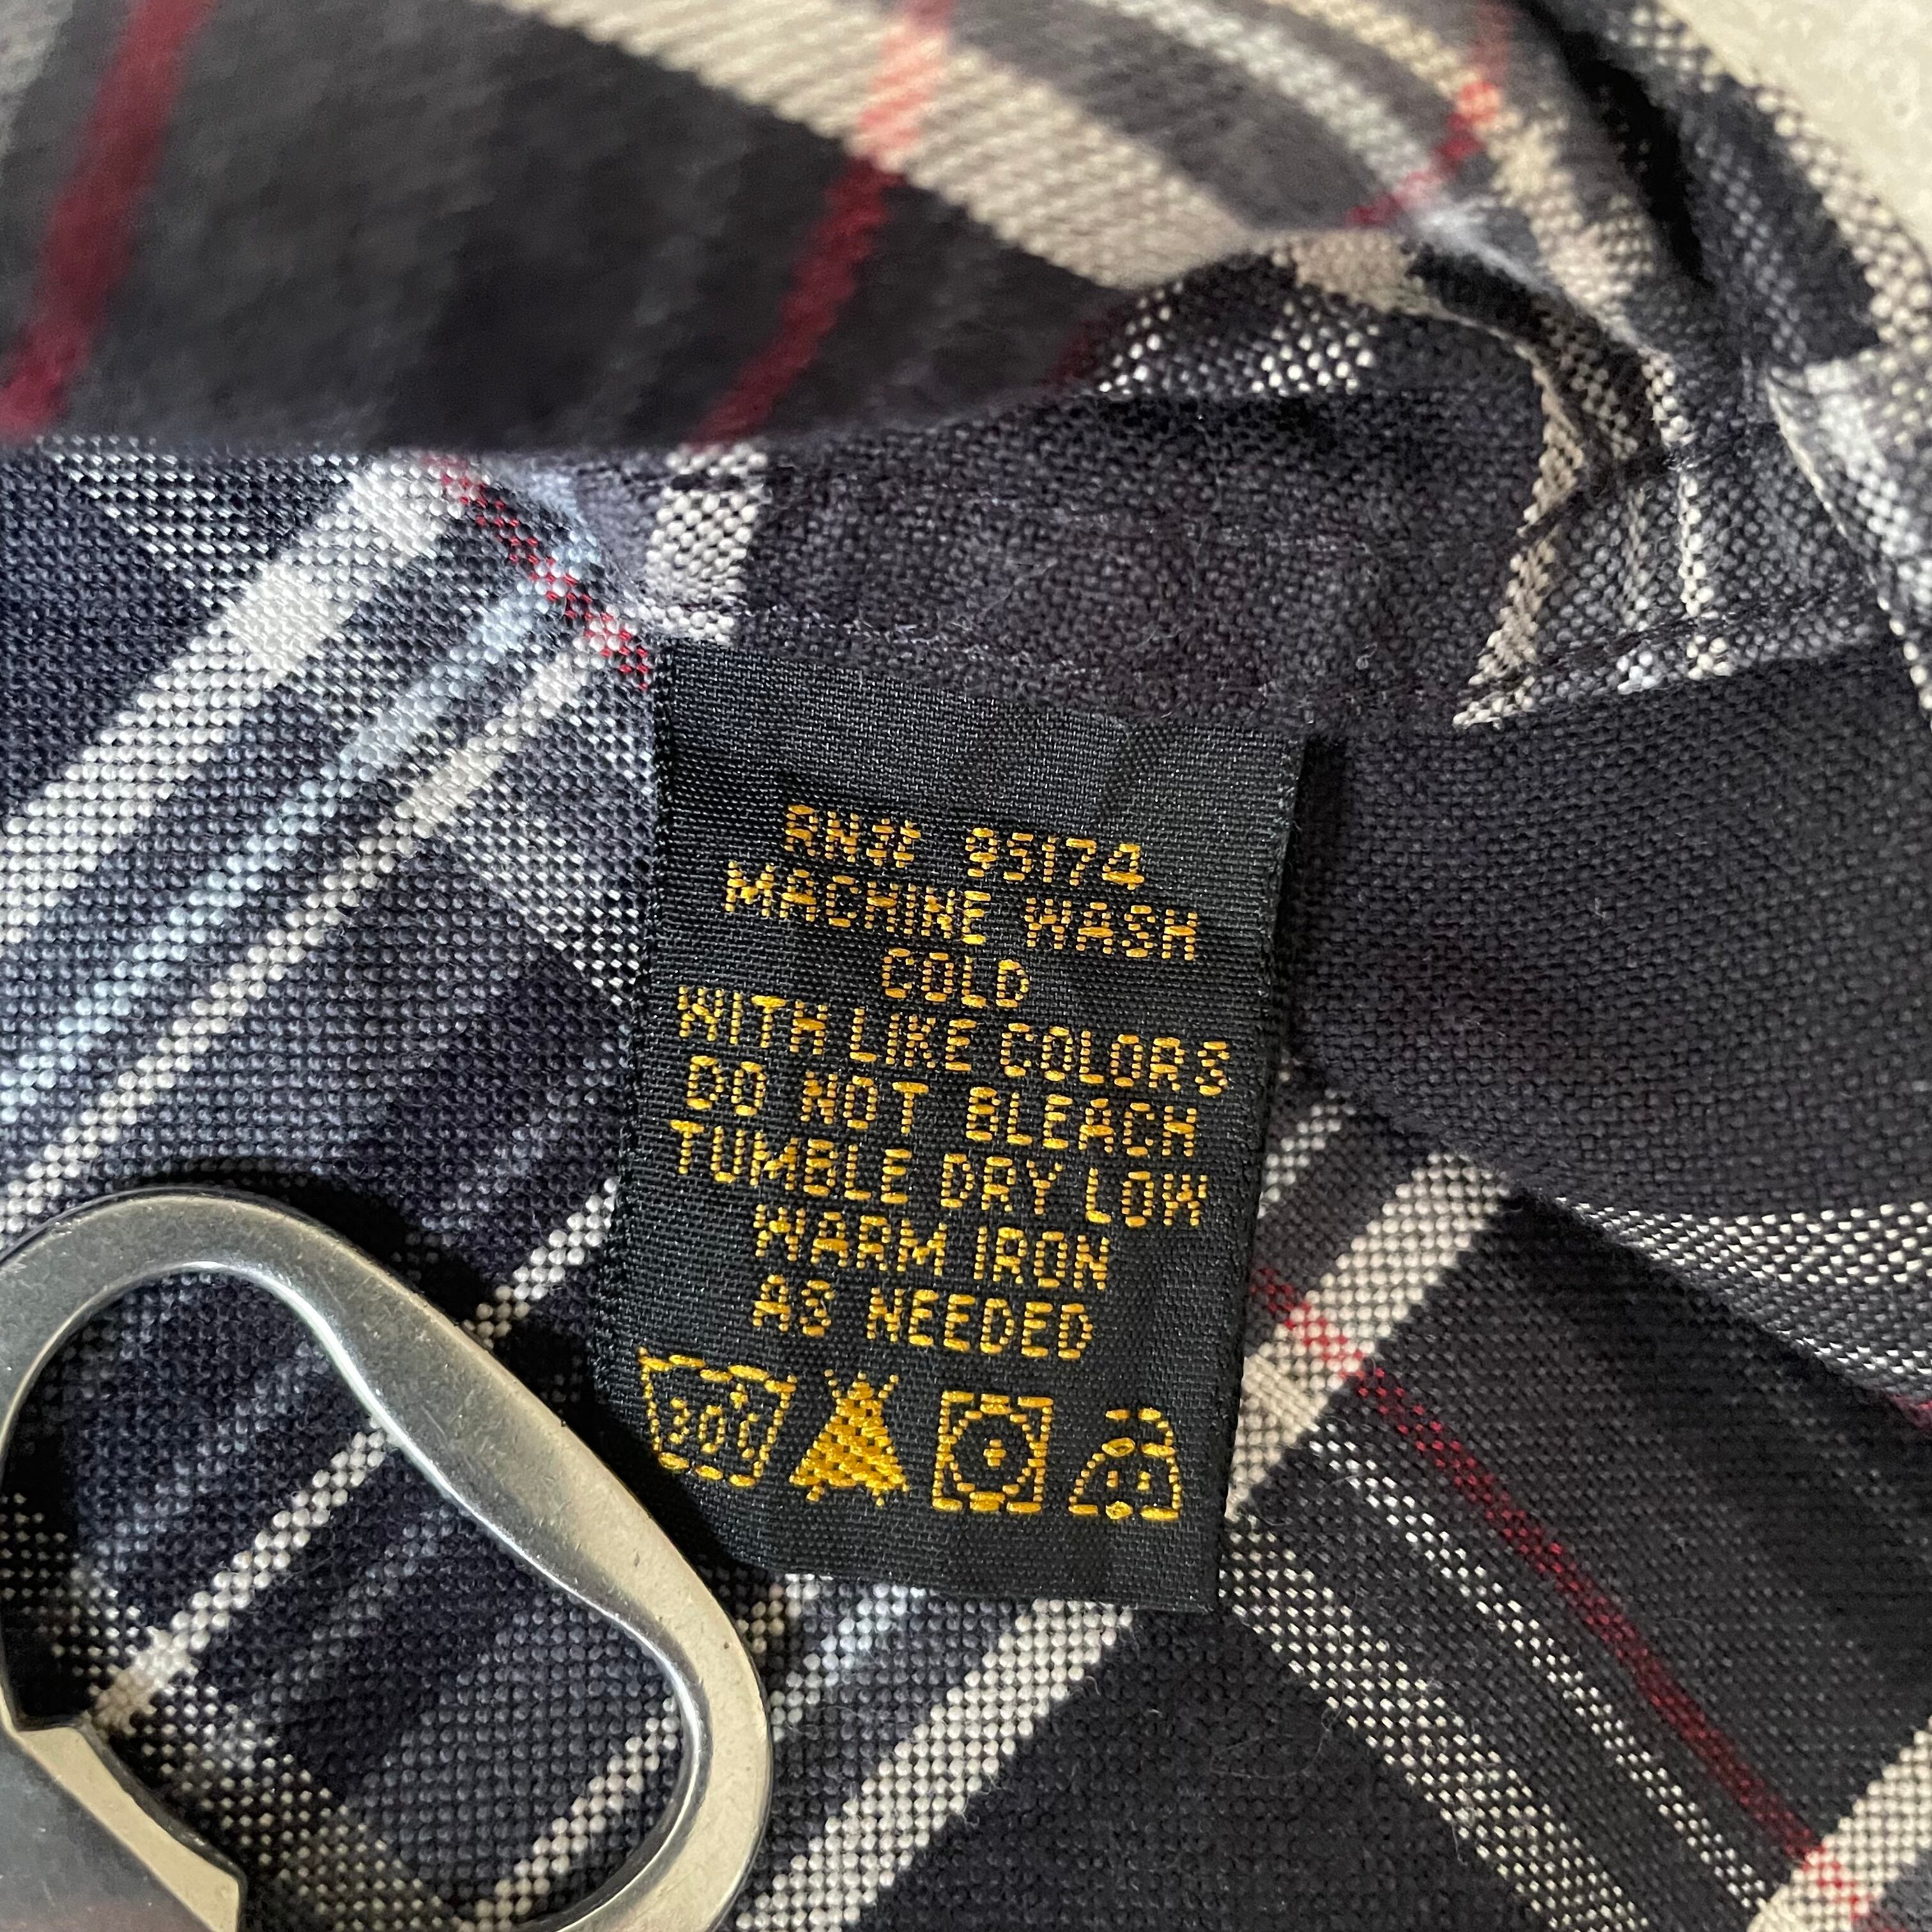 RN# 95174
MACHINE WASH
COLD
WITH LIKE COLORS
DO NOT BLEACH
TUMBLE DRY LOW
WARM IRON
AS NEEDED
30°C